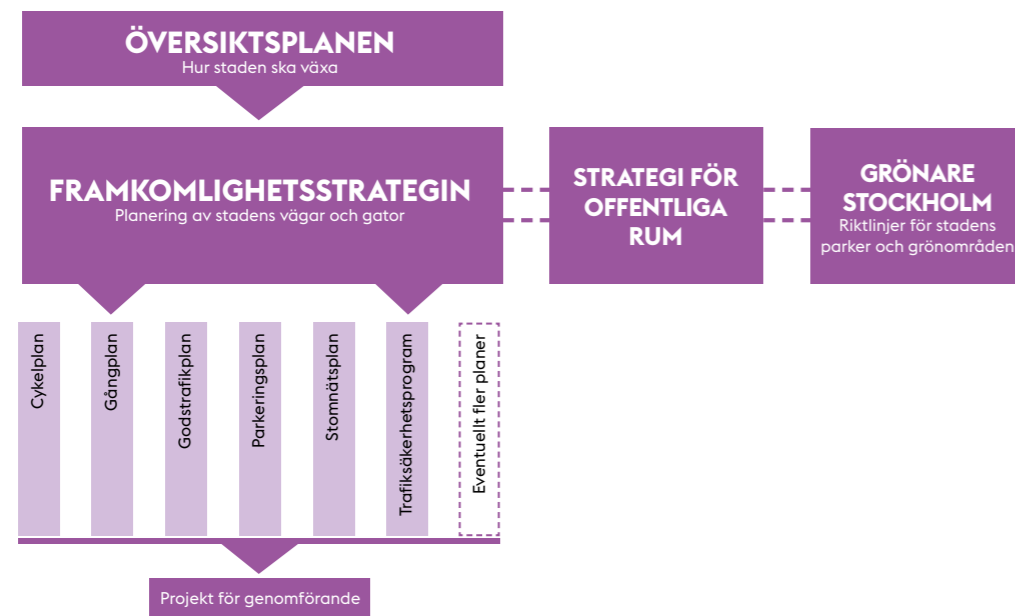 ÖVERSIKTSPLANEN
Hur staden ska växa
FRAMKOMLIGHETSSTRATEGIN
Planering av stadens vägar och gator
STRATEGI FÖR
OFFENTLIGA
RUM
GRÖNARE
STOCKHOLM
Riktlinjer för stadens
parker och grönområden
Cykelplan
Gångplan
Godstrafikplan
Parkeringsplan
Stomnätsplan
Trafiksäkerhetsprogram
Eventuellt fler planer
Projekt för genomförande